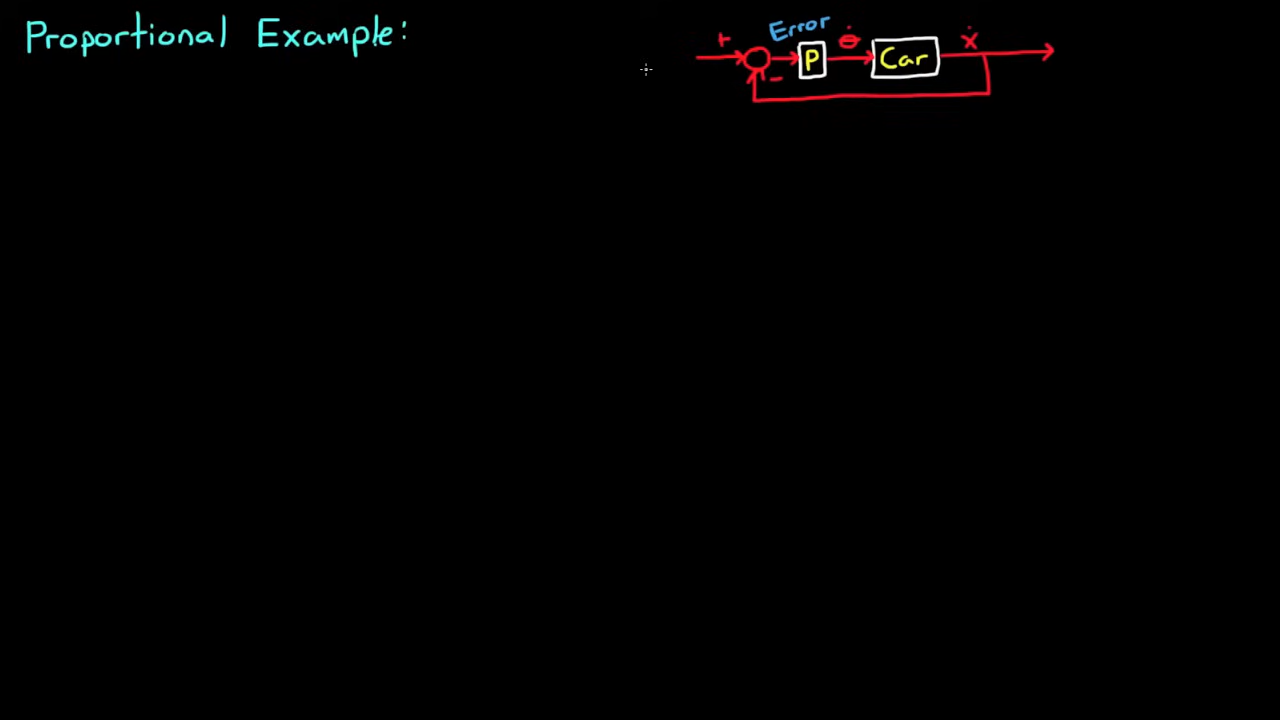 Proportional Example:
Error
+ - P θ̇ Car ẋ